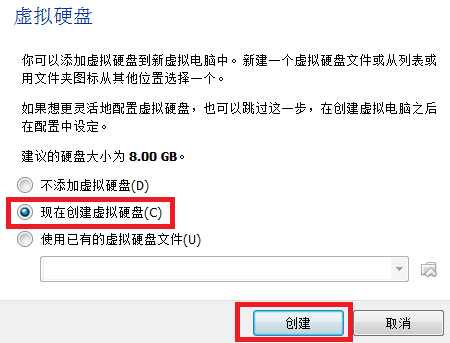 虚拟硬盘
你可以添加虚拟硬盘到新虚拟电脑中。新建一个虚拟硬盘文件或从列表或
用文件夹图标从其他位置选择一个。
如果想更灵活地配置虚拟硬盘，也可以跳过这一步，在创建虚拟电脑之后
在配置中设定。
建议的硬盘大小为 8.00 GB。
不添加虚拟硬盘(D)
现在创建虚拟硬盘(C)
使用已有的虚拟硬盘文件(U)
创建
取消